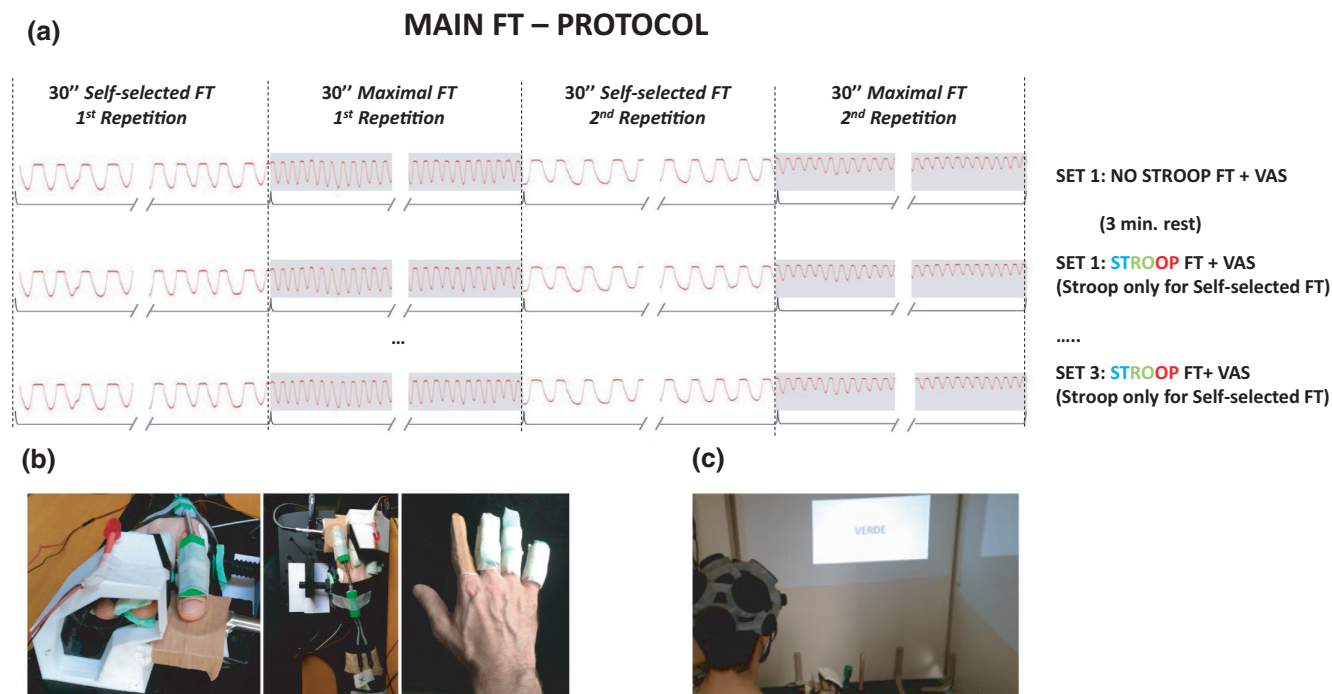 (a)
MAIN FT – PROTOCOL
30’’ Self-selected FT
1st Repetition
30’’ Maximal FT
1st Repetition
30’’ Self-selected FT
2nd Repetition
30’’ Maximal FT
2nd Repetition
SET 1: NO STROOP FT + VAS
(3 min. rest)
SET 1: STROOP FT + VAS
(Stroop only for Self-selected FT)
...
.....
SET 3: STROOP FT+ VAS
(Stroop only for Self-selected FT)
(b)
(c)
VERDE